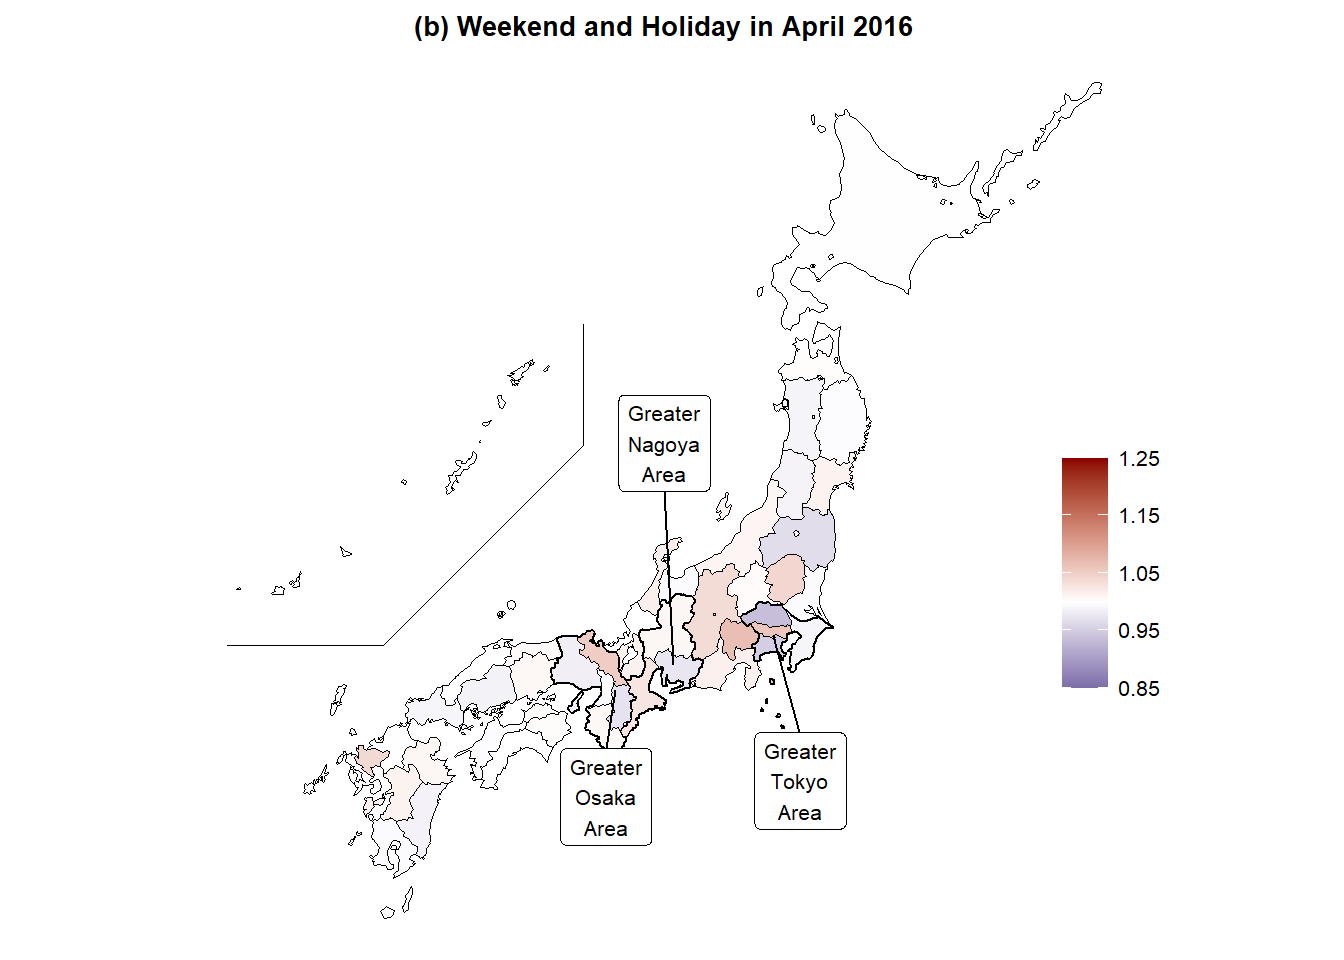 (b) Weekend and Holiday in April 2016
Greater
Nagoya
Area
1.25
1.15
1.05
0.95
0.85
Greater
Osaka
Area
Greater
Tokyo
Area